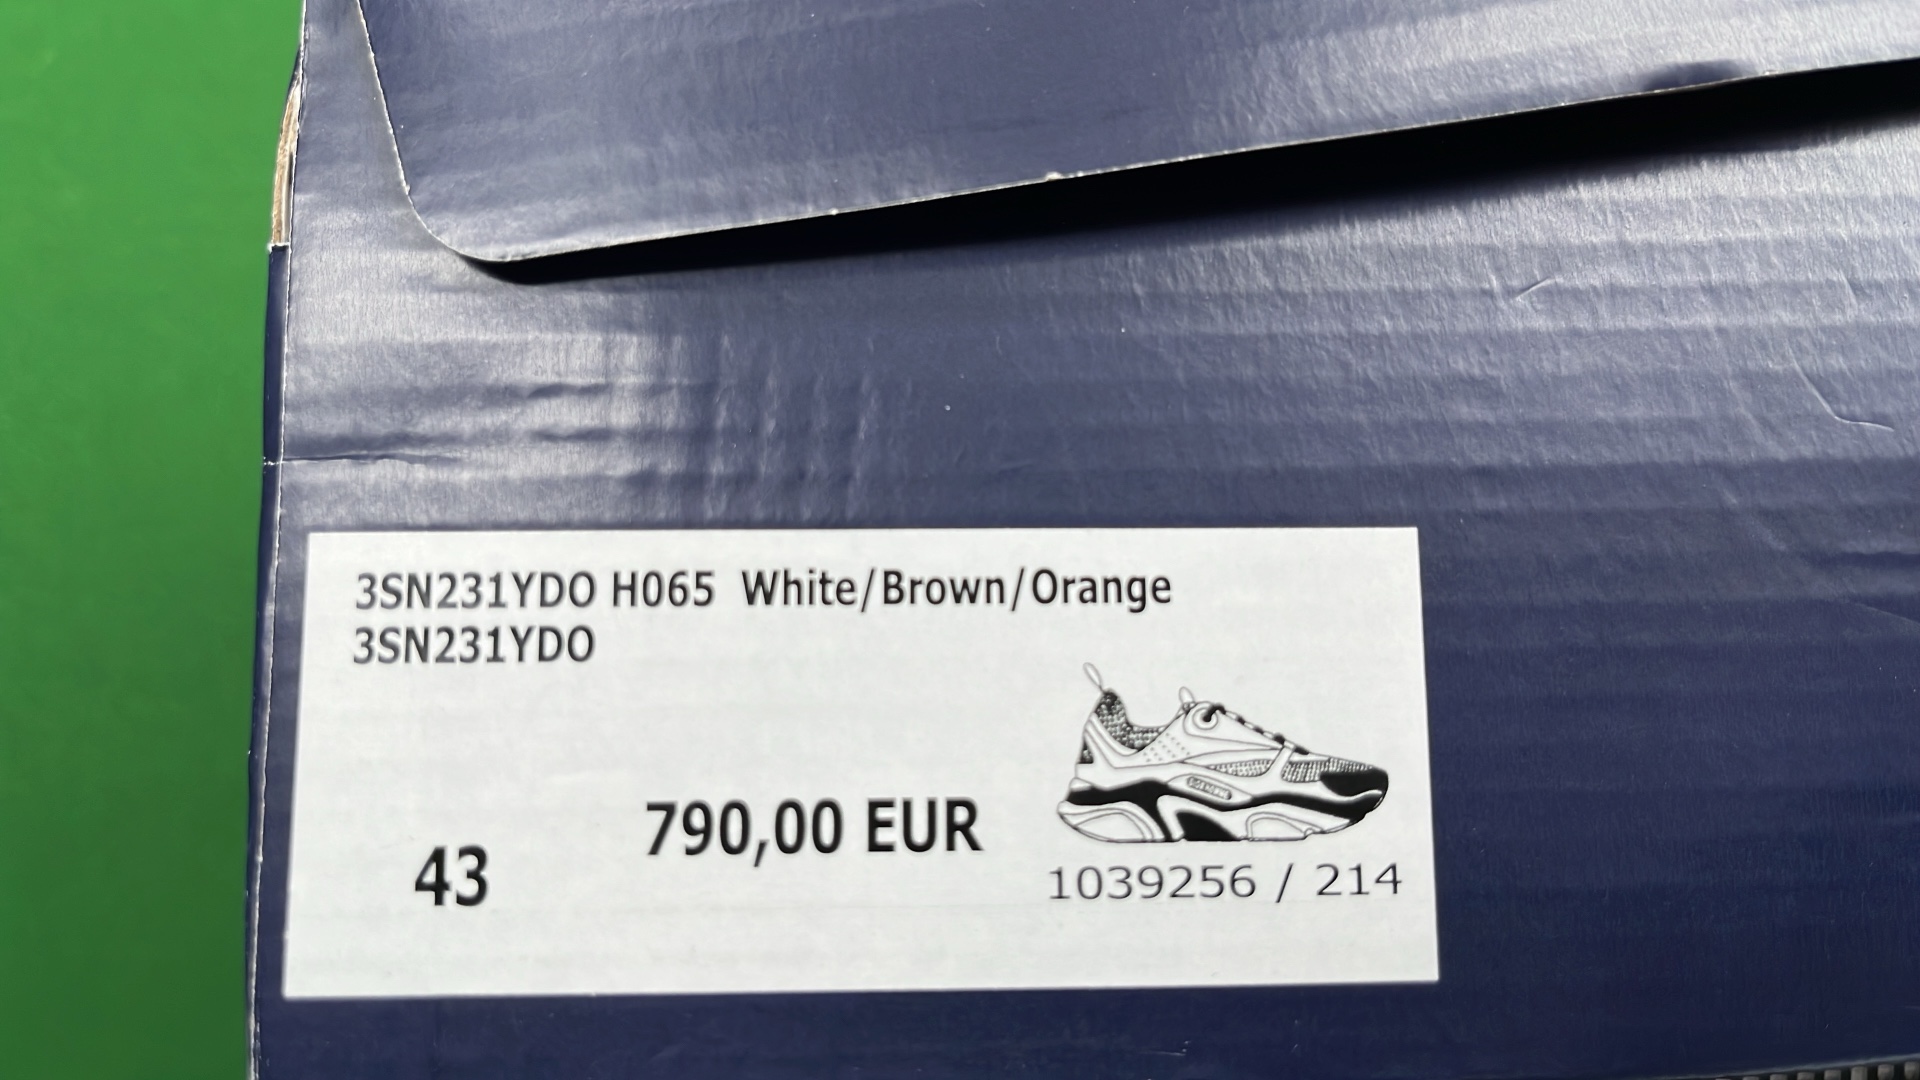 3SN231YDO H065 White/Brown/Orange
3SN231YDO
790,00 EUR
43
1039256 / 214